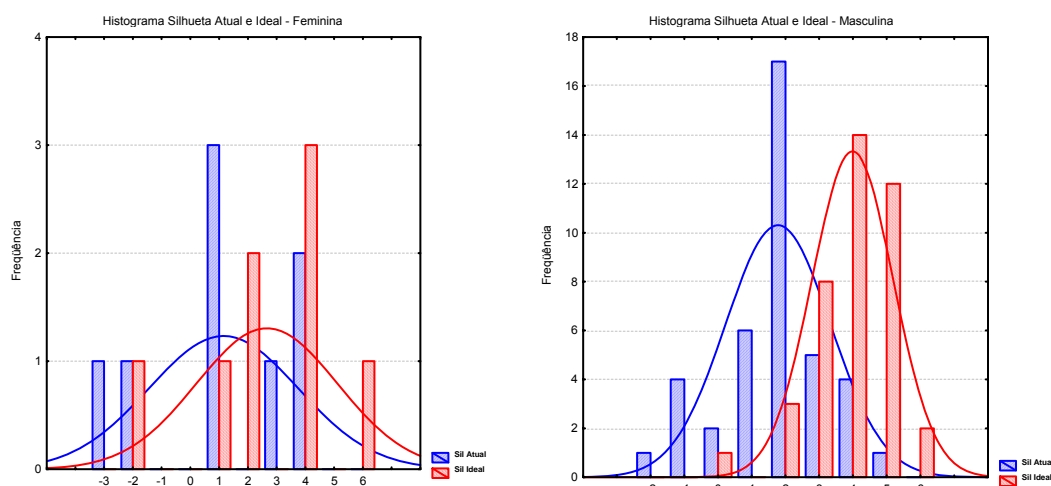 Histograma Silhueta Atual e Ideal - Feminina
Freqüência
4
3
2
1
0
-3 -2 -1 0 1 2 3 4 5 6
Sil Atual
Sil Ideal
Histograma Silhueta Atual e Ideal - Masculina
Freqüência
18
16
14
12
10
8
6
4
2
0
Sil Atua
Sil Ideal